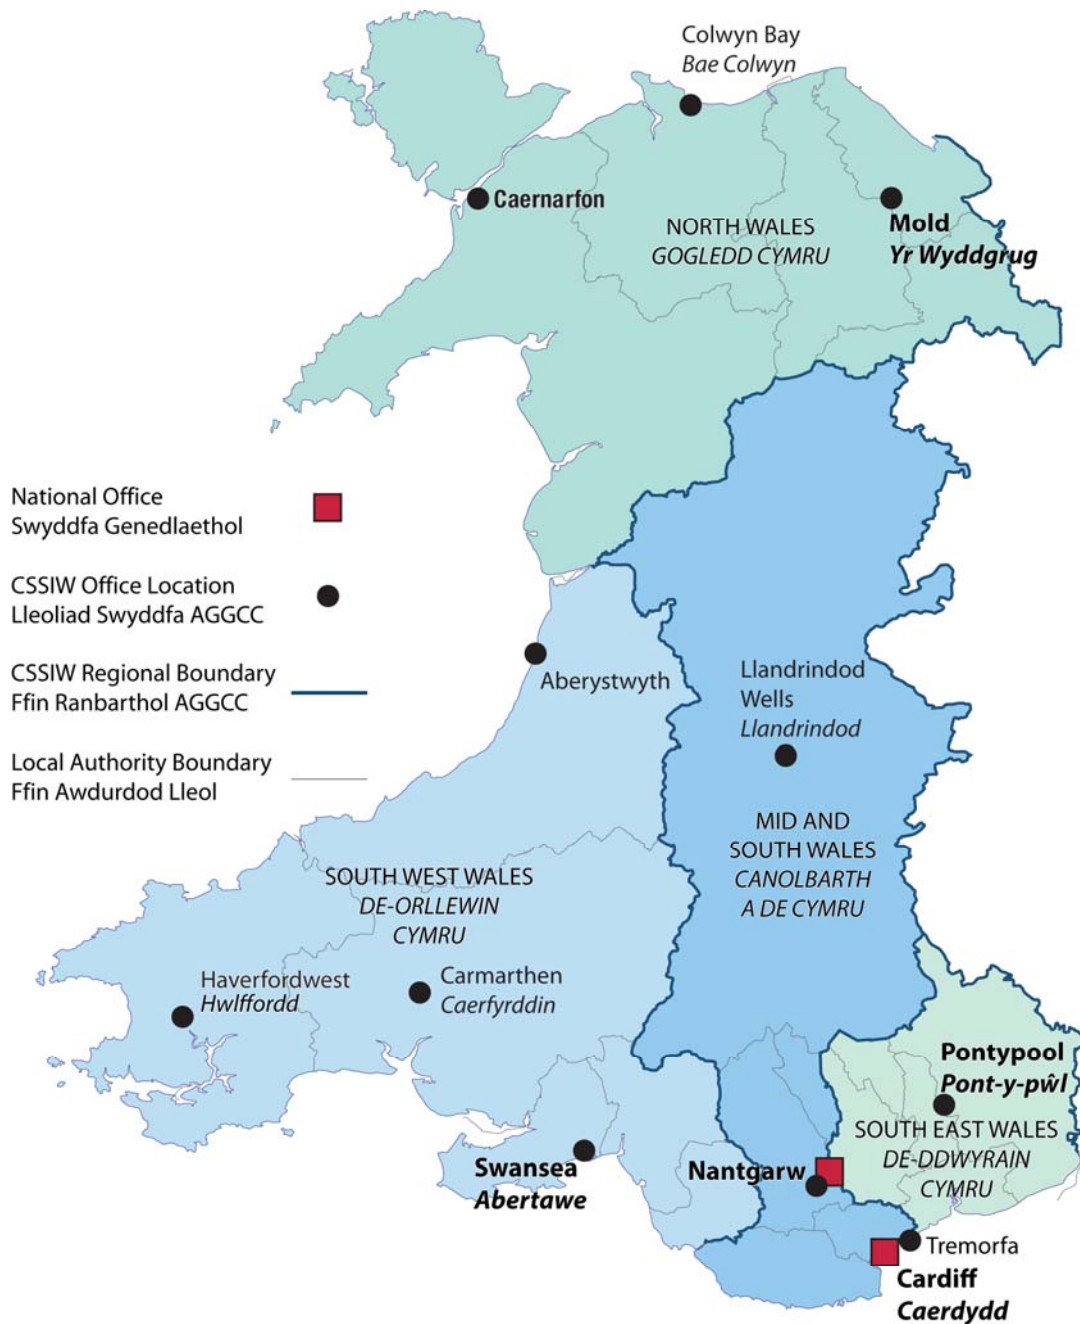 Colwyn Bay
Bae Colwyn
Caernarfon
Mold
Yr Wyddgrug
NORTH WALES
GOGLEDD CYMRU
National Office
Swyddfa Genedlaethol
CSSIW Office Location
Lleoliad Swyddfa AGGCC
CSSIW Regional Boundary
Ffin Ranbarthol AGGCC
Local Authority Boundary
Ffin Awdurdod Lleol
Aberystwyth
Llandrindod
Wells
Llandrindod
MID AND
SOUTH WALES
CANOLBARTH
A DE CYMRU
SOUTH WEST WALES
DE-ORLLEWIN
CYMRU
Haverfordwest
Hwlffordd
Carmarthen
Caerfyrddin
Pontypool
Pont-y-pŵl
SOUTH EAST WALES
DE-DDWYRAIN
CYMRU
Swansea
Abertawe
Nantgarw
Tremorfa
Cardiff
Caerdydd